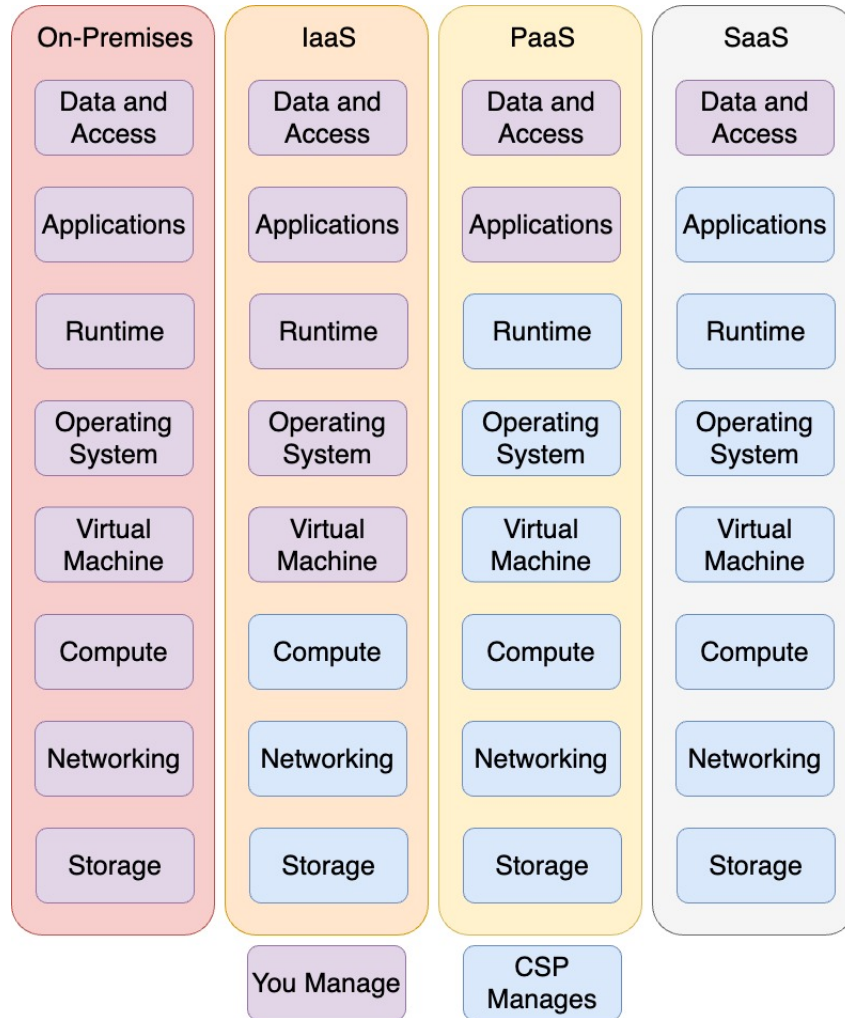 On-Premises
Data and
Access
Applications
Runtime
Operating
System
Virtual
Machine
Compute
Networking
Storage
IaaS
Data and
Access
Applications
Runtime
Operating
System
Virtual
Machine
Compute
Networking
Storage
PaaS
Data and
Access
Applications
Runtime
Operating
System
Virtual
Machine
Compute
Networking
Storage
SaaS
Data and
Access
Applications
Runtime
Operating
System
Virtual
Machine
Compute
Networking
Storage
You Manage
CSP
Manages